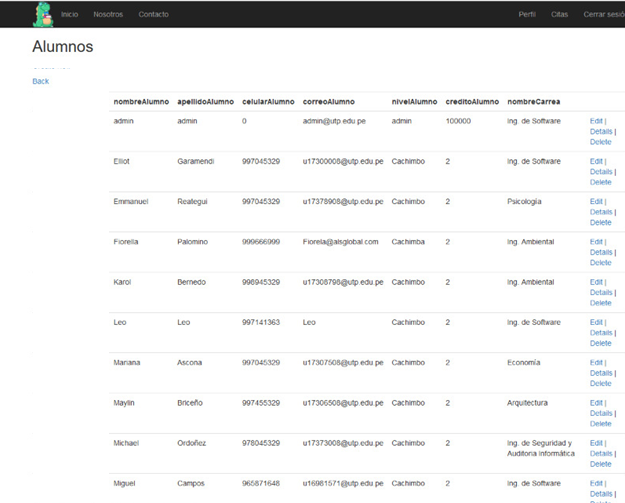 Inicio Nosotros Contacto Perfil Citas Cerrar sesió
Alumnos
Back
nombreAlumno apellidoAlumno celularAlumno correoAlumno nivelAlumno creditoAlumno nombreCarrea
admin admin 0 admin@utp.edu.pe admin 100000 Ing. de Software Edit |
Details |
Delete
Elliot Garamendi 997045329 u17300008@utp.edu.pe Cachimbo 2 Ing. de Software Edit |
Details |
Delete
Emmanuel Reategui 997045329 u17378908@utp.edu.pe Cachimbo 2 Psicología Edit |
Details |
Delete
Fiorella Palomino 999666999 Fiorela@alsglobal.com Cachimba 2 Ing. Ambiental Edit |
Details |
Delete
Karol Bernedo 998945329 u17308798@utp.edu.pe Cachimbo 2 Ing. Ambiental Edit |
Details |
Delete
Leo Leo 997141363 Leo Cachimbo 2 Ing. de Software Edit |
Details |
Delete
Mariana Ascona 997045329 u17307508@utp.edu.pe Cachimbo 2 Economía Edit |
Details |
Delete
Maylin Briceño 997455329 u17306508@utp.edu.pe Cachimbo 2 Arquitectura Edit |
Details |
Delete
Michael Ordoñez 978045329 u17373008@utp.edu.pe Cachimbo 2 Ing. de Seguridad y Edit |
Auditoria informática Details |
Delete
Miguel Campos 965871648 u16981571@utp.edu.pe Cachimbo 2 Ing. de Software Edit |
Details |